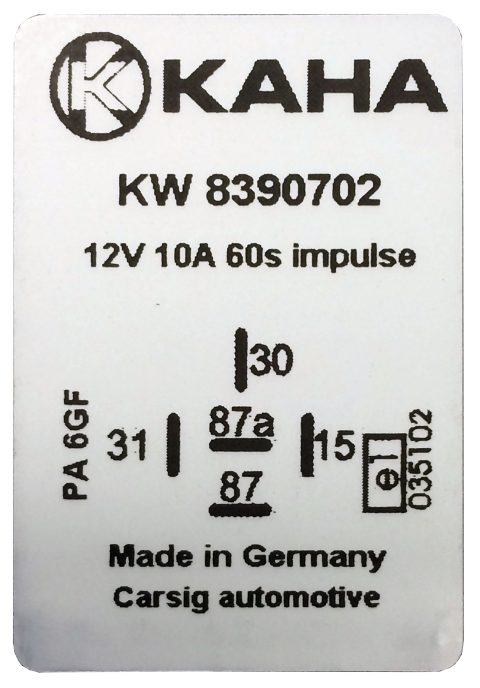 K KAHA
KW 8390702
12V 10A 60s impulse
30
87a
31
15
87
PA 6GF
e1
035102
Made in Germany
Carsig automotive